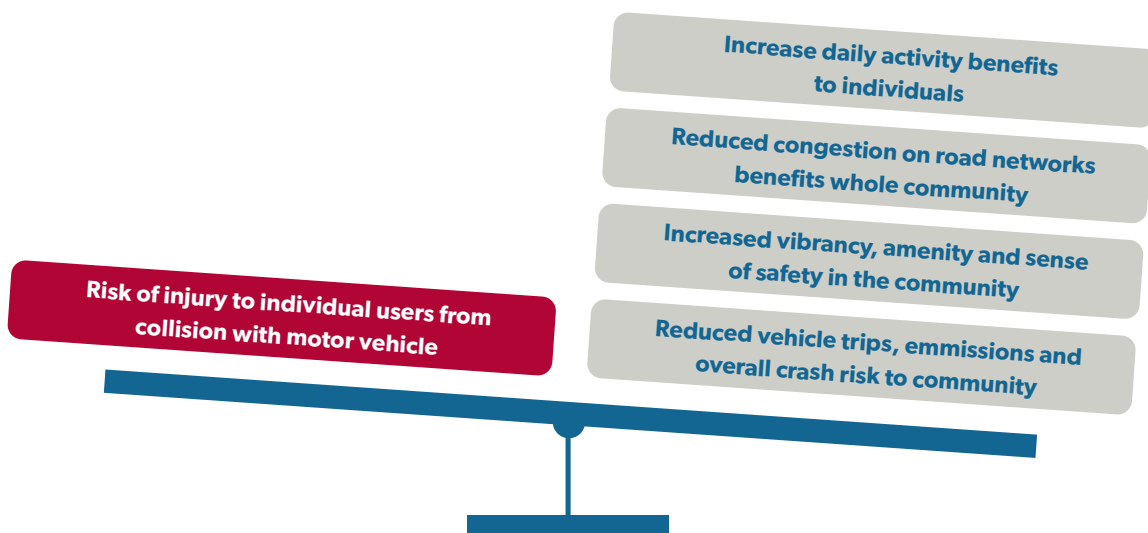 Increase daily activity benefits
to individuals
Reduced congestion on road networks
benefits whole community
Increased vibrancy, amenity and sense
of safety in the community
Risk of injury to individual users from
collision with motor vehicle
Reduced vehicle trips, emmissions and
overall crash risk to community